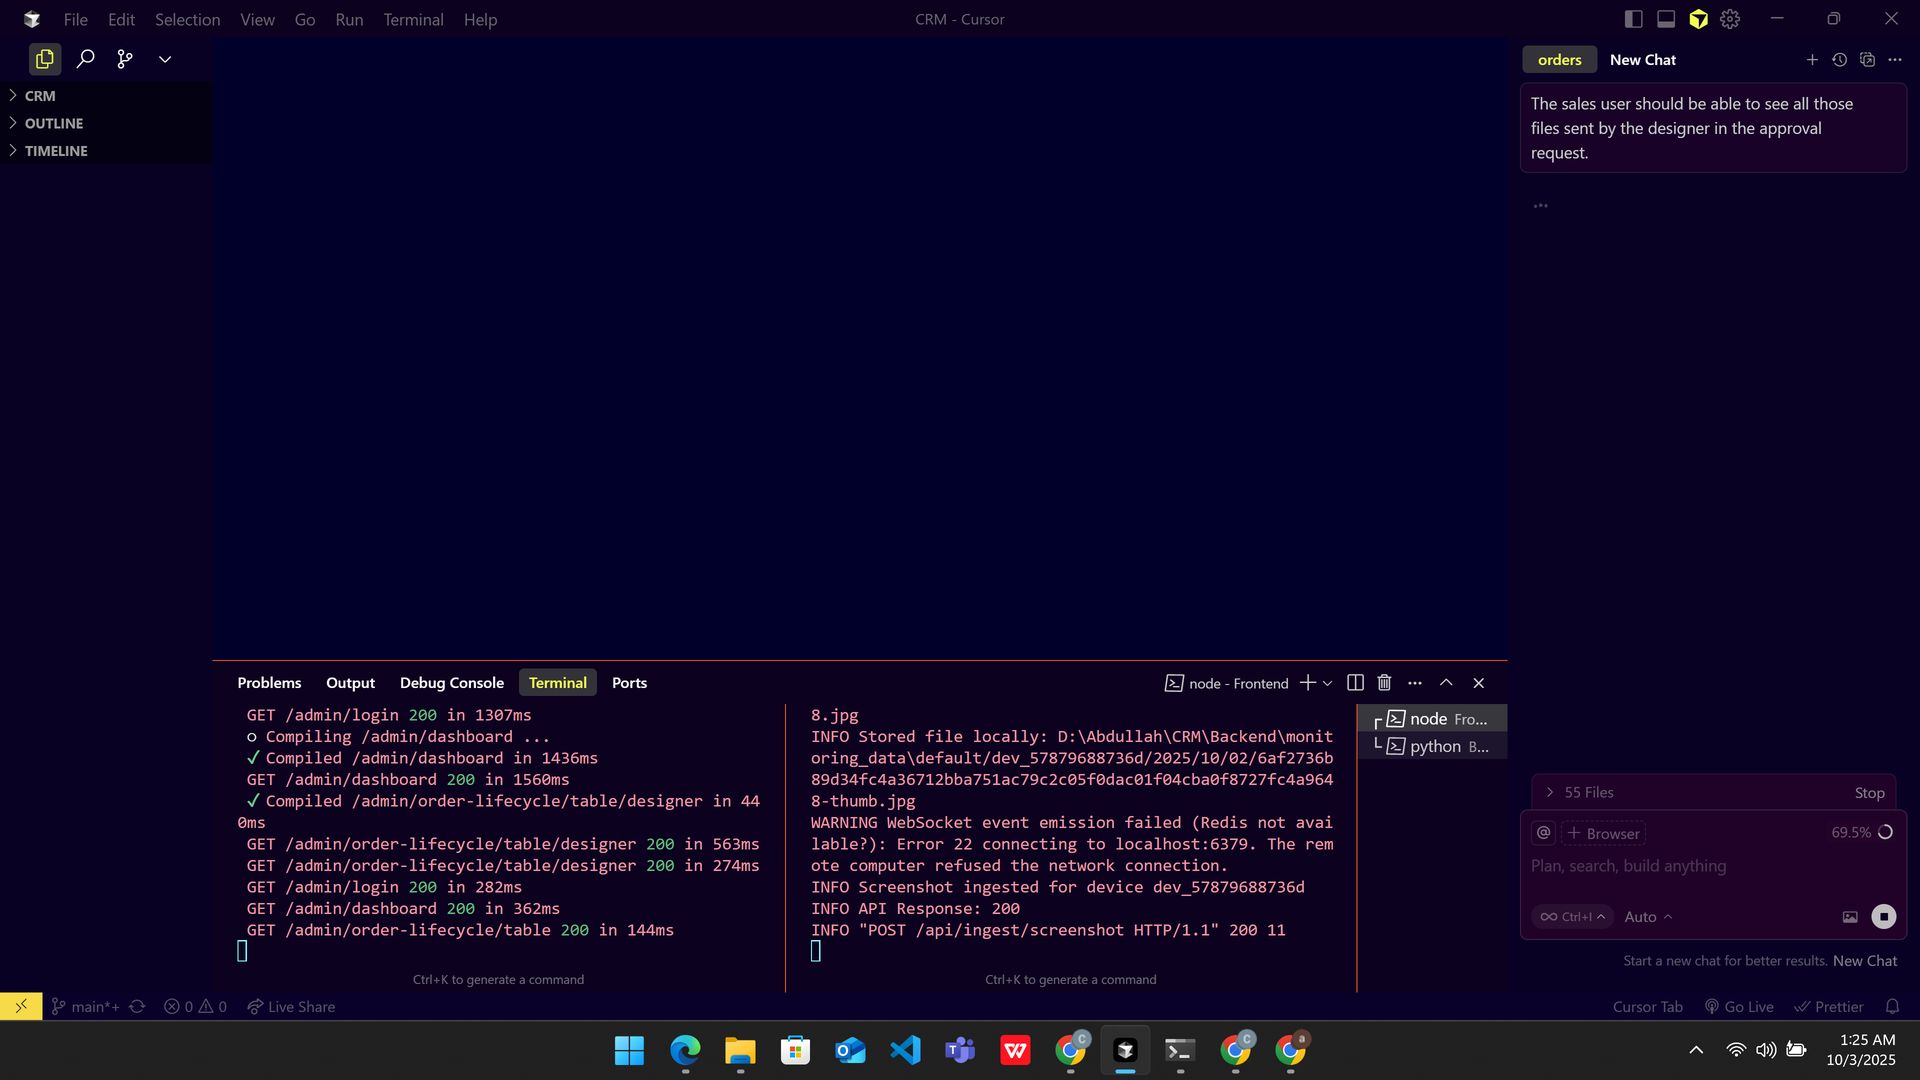 File Edit Selection View Go Run Terminal Help
CRM - Cursor
CRM
OUTLINE
TIMELINE
orders New Chat
The sales user should be able to see all those
files sent by the designer in the approval
request.
Problems Output Debug Console Terminal Ports
node - Frontend
GET /admin/login 200 in 1307ms
○ Compiling /admin/dashboard ...
✓ Compiled /admin/dashboard in 1436ms
GET /admin/dashboard 200 in 1560ms
✓ Compiled /admin/order-lifecycle/table/designer in 44
0ms
GET /admin/order-lifecycle/table/designer 200 in 563ms
GET /admin/order-lifecycle/table/designer 200 in 274ms
GET /admin/login 200 in 282ms
GET /admin/dashboard 200 in 362ms
GET /admin/order-lifecycle/table 200 in 144ms
Ctrl+K to generate a command
8.jpg
INFO Stored file locally: D:\Abdullah\CRM\Backend\monit
oring_data\default/dev_57879688736d/2025/10/02/6af2736b
89d34fc4a36712bba751ac79c2c05f0dac01f04cba0f8727fc4a964
8-thumb.jpg
WARNING WebSocket event emission failed (Redis not avai
lable?): Error 22 connecting to localhost:6379. The rem
ote computer refused the network connection.
INFO Screenshot ingested for device dev_57879688736d
INFO API Response: 200
INFO "POST /api/ingest/screenshot HTTP/1.1" 200 11
Ctrl+K to generate a command
node Fro...
python B...
55 Files Stop
@ + Browser 69.5%
Plan, search, build anything
∞ Ctrl+I Auto
Start a new chat for better results. New Chat
main*+ 0 0 Live Share
Cursor Tab Go Live Prettier
1:25 AM
10/3/2025